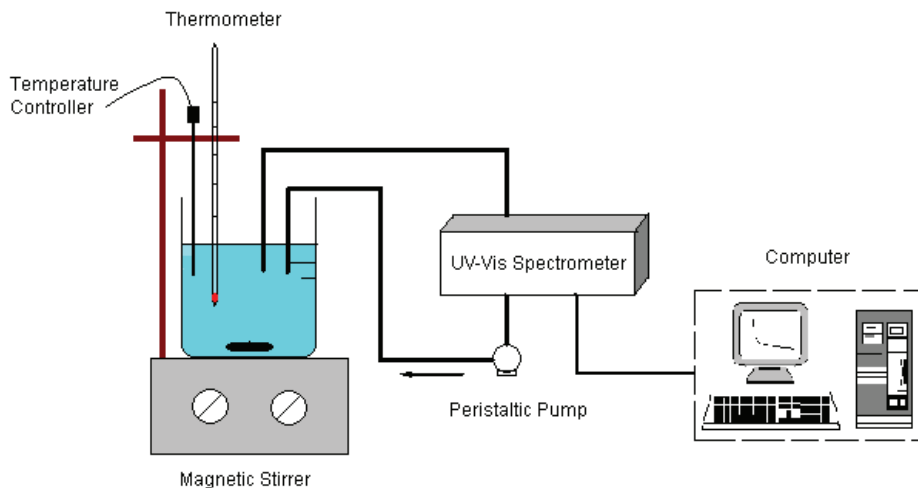 Thermometer
Temperature
Controller
UV-Vis Spectrometer
Computer
Peristaltic Pump
Magnetic Stirrer